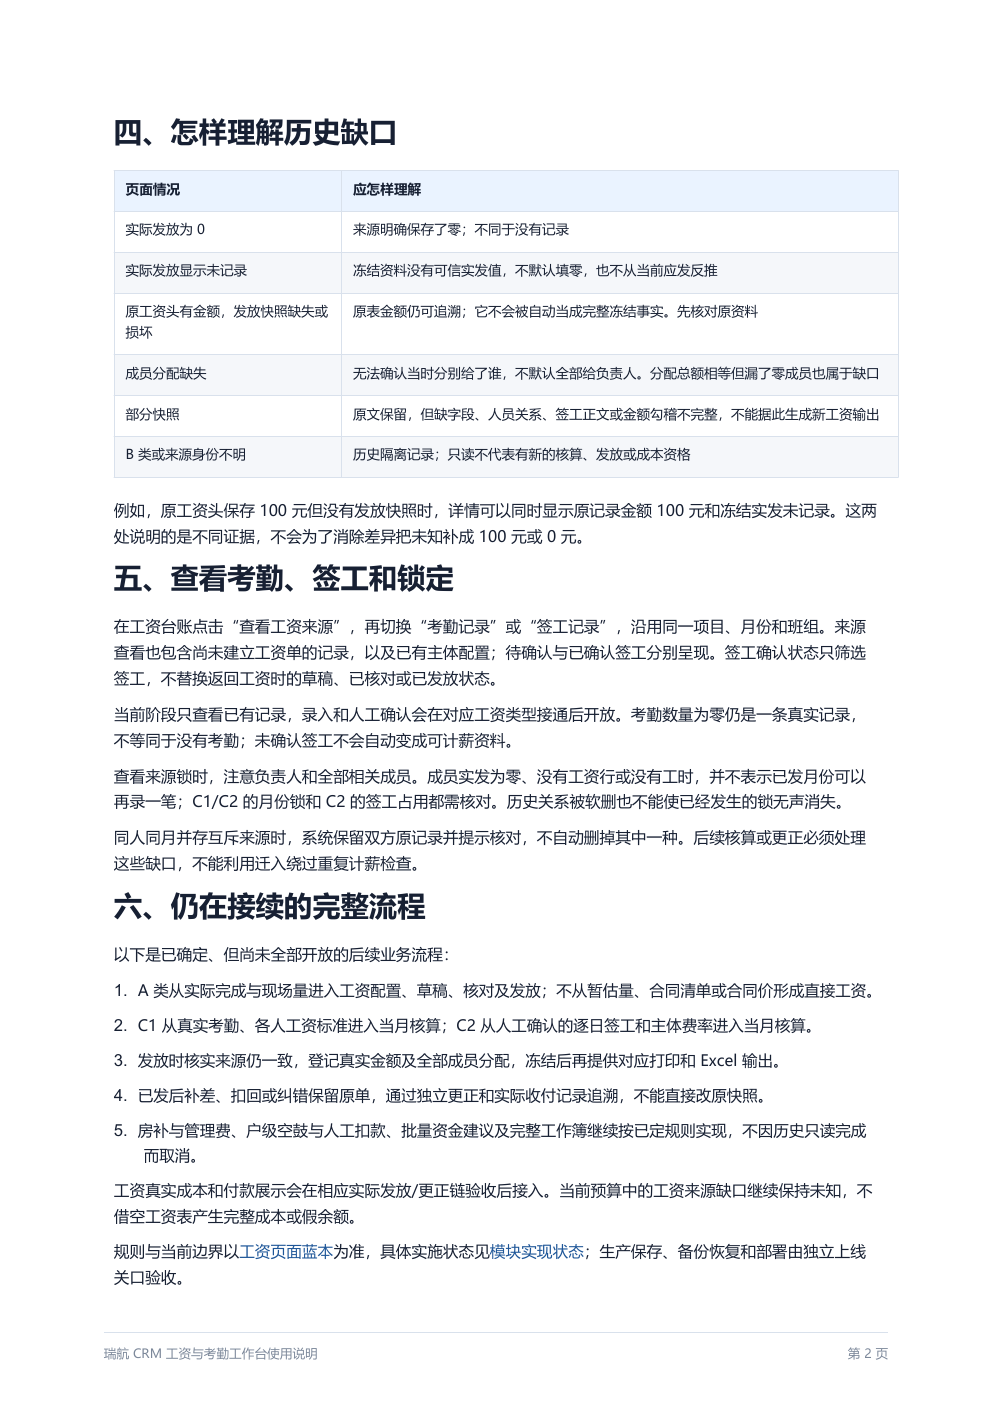 四、怎样理解历史缺口
页面情况
应怎样理解
实际发放为 0
来源明确保存了零；不同于没有记录
实际发放显示未记录
冻结资料没有可信实发值，不默认填零，也不从当前应发反推
原工资头有金额，发放快照缺失或
损坏
原表金额仍可追溯；它不会被自动当成完整冻结事实。先核对原资料
成员分配缺失
无法确认当时分别给了谁，不默认全部给负责人。分配总额相等但漏了零成员也属于缺口
部分快照
原文保留，但缺字段、人员关系、签工正文或金额勾稽不完整，不能据此生成新工资输出
B 类或来源身份不明
历史隔离记录；只读不代表有新的核算、发放或成本资格
例如，原工资头保存 100 元但没有发放快照时，详情可以同时显示原记录金额 100 元和冻结实发未记录。这两
处说明的是不同证据，不会为了消除差异把未知补成 100 元或 0 元。
五、查看考勤、签工和锁定
在工资台账点击“查看工资来源”，再切换“考勤记录”或“签工记录”，沿用同一项目、月份和班组。来源
查看也包含尚未建立工资单的记录，以及已有主体配置；待确认与已确认签工分别呈现。签工确认状态只筛选
签工，不替换返回工资时的草稿、已核对或已发放状态。
当前阶段只查看已有记录，录入和人工确认会在对应工资类型接通后开放。考勤数量为零仍是一条真实记录，
不等同于没有考勤；未确认签工不会自动变成可计薪资料。
查看来源锁时，注意负责人和全部相关成员。成员实发为零、没有工资行或没有工时，并不表示已发月份可以
再录一笔；C1/C2 的月份锁和 C2 的签工占用都需核对。历史关系被软删也不能使已经发生的锁无声消失。
同人同月并存互斥来源时，系统保留双方原记录并提示核对，不自动删掉其中一种。后续核算或更正必须处理
这些缺口，不能利用迁入绕过重复计薪检查。
六、仍在接续的完整流程
以下是已确定、但尚未全部开放的后续业务流程：
1. A 类从实际完成与现场量进入工资配置、草稿、核对及发放；不从暂估量、合同清单或合同价形成直接工资。
2. C1 从真实考勤、各人工资标准进入当月核算；C2 从人工确认的逐日签工和主体费率进入当月核算。
3. 发放时核实来源仍一致，登记真实金额及全部成员分配，冻结后再提供对应打印和 Excel 输出。
4. 已发后补差、扣回或纠错保留原单，通过独立更正和实际收付记录追溯，不能直接改原快照。
5. 房补与管理费、户级空鼓与人工扣款、批量资金建议及完整工作簿继续按已定规则实现，不因历史只读完成
而取消。
工资真实成本和付款展示会在相应实际发放/更正链验收后接入。当前预算中的工资来源缺口继续保持未知，不
借空工资表产生完整成本或假余额。
规则与当前边界以工资页面蓝本为准，具体实施状态见模块实现状态；生产保存、备份恢复和部署由独立上线
关口验收。
瑞航 CRM 工资与考勤工作台使用说明
第 2 页